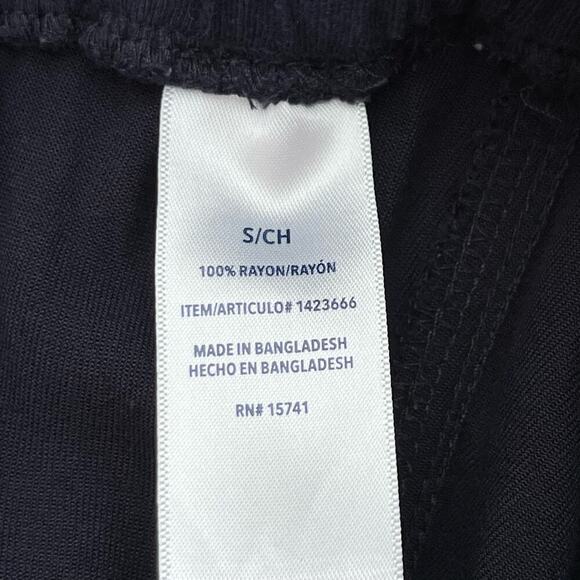 S/CH
100% RAYON/RAYÓN
ITEM/ARTICULO# 1423666
MADE IN BANGLADESH
HECHO EN BANGLADESH
RN# 15741